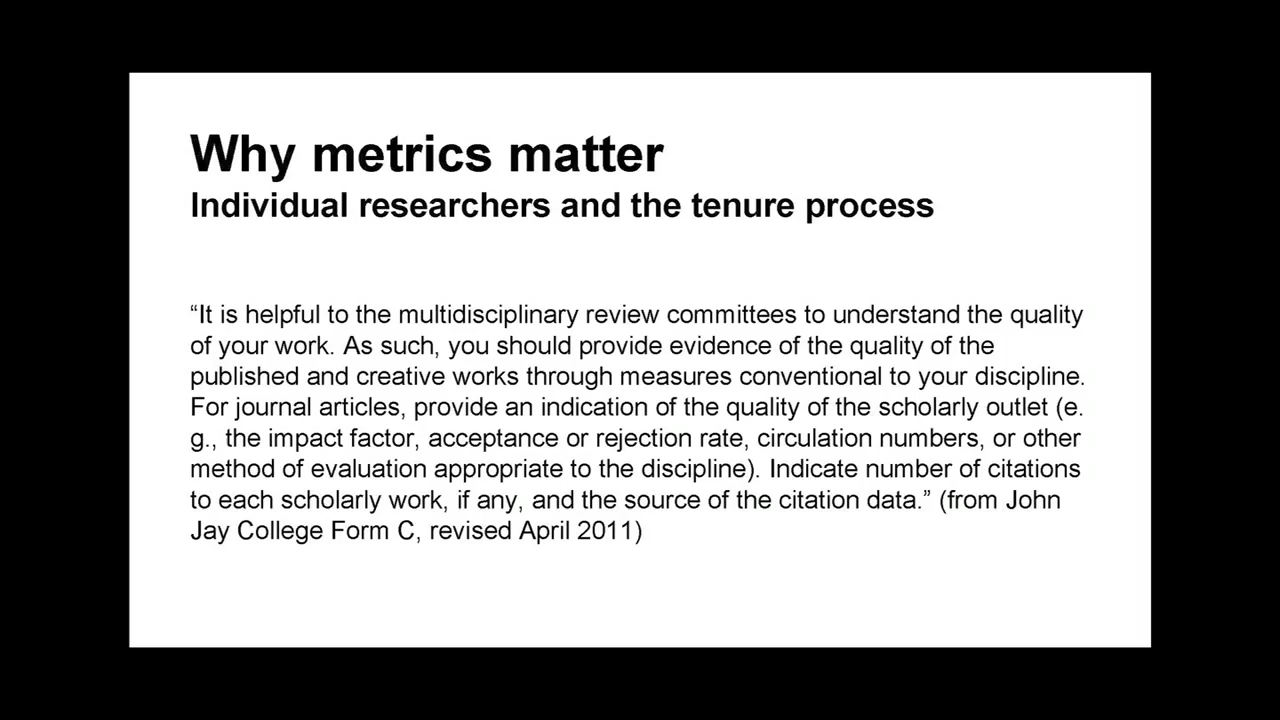 Why metrics matter
Individual researchers and the tenure process
“It is helpful to the multidisciplinary review committees to understand the quality
of your work. As such, you should provide evidence of the quality of the
published and creative works through measures conventional to your discipline.
For journal articles, provide an indication of the quality of the scholarly outlet (e.
g., the impact factor, acceptance or rejection rate, circulation numbers, or other
method of evaluation appropriate to the discipline). Indicate number of citations
to each scholarly work, if any, and the source of the citation data.” (from John
Jay College Form C, revised April 2011)